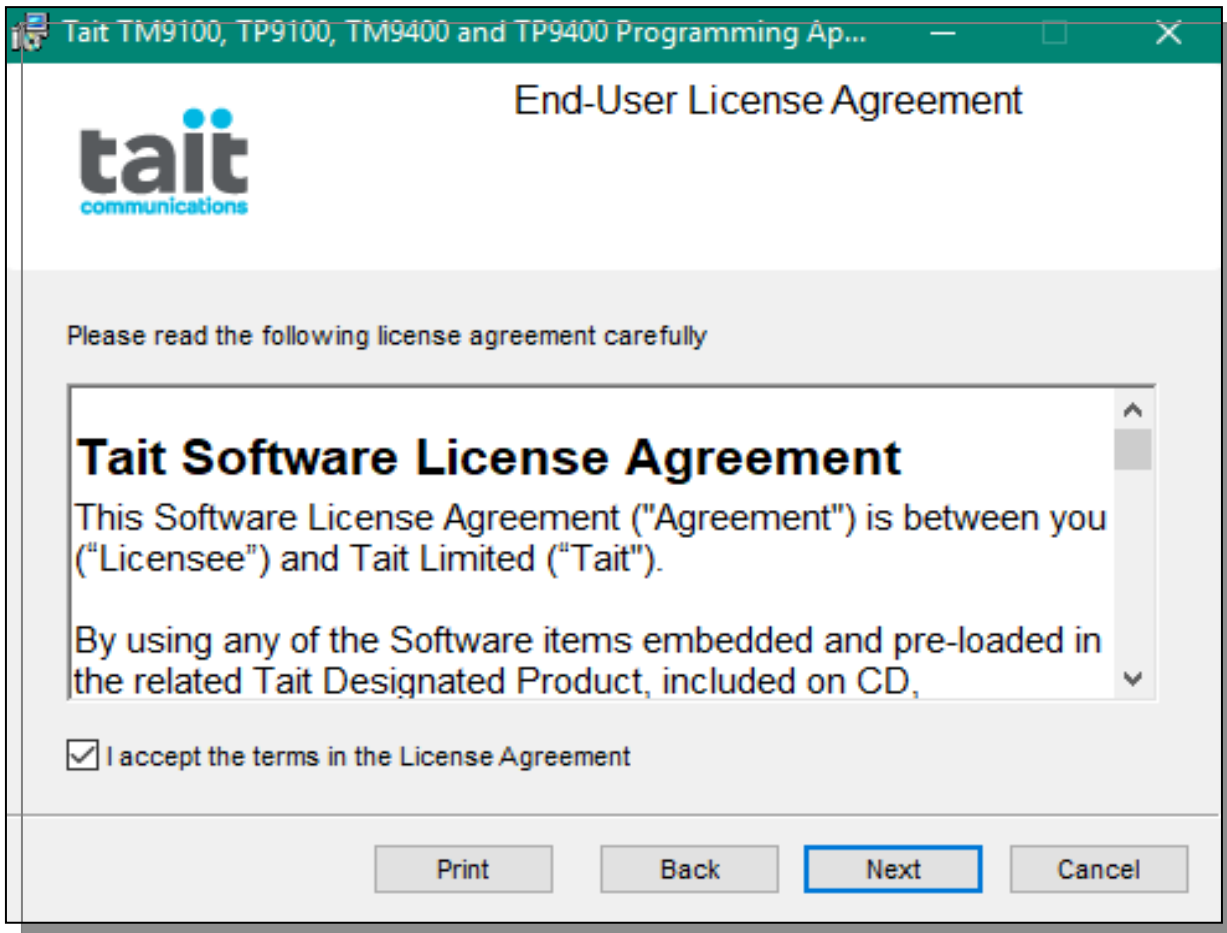 Tait TM9100, TP9100, TM9400 and TP9400 Programming Ap...
End-User License Agreement
tait
communications
Please read the following license agreement carefully
Tait Software License Agreement
This Software License Agreement ("Agreement") is between you
(“Licensee”) and Tait Limited (“Tait").
By using any of the Software items embedded and pre-loaded in
the related Tait Designated Product, included on CD,
I accept the terms in the License Agreement
Print Back Next Cancel